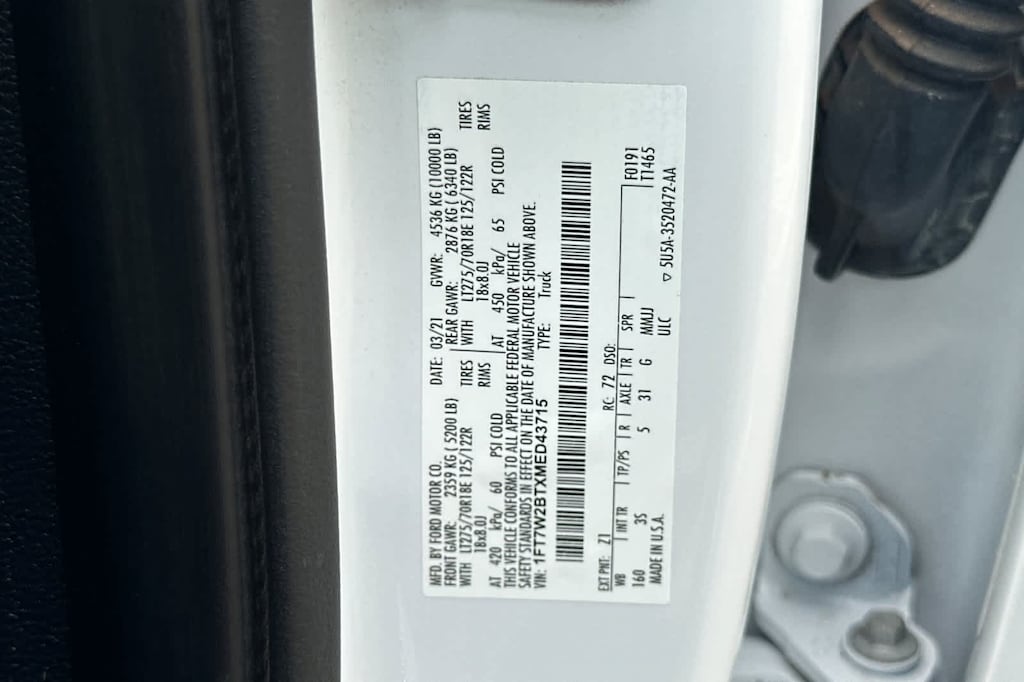 MFD. BY FORD MOTOR CO. DATE: 03/21 GVWR: 4536 KG (10000 LB)
FRONT GAWR: 2359 KG ( 5200 LB) REAR GAWR: 2876 KG ( 6340 LB)
WITH LT275/70R18E 125/122R TIRES WITH LT275/70R18E 125/122R TIRES
18x8.0J RIMS 18x8.0J RIMS
AT 420 kPa/ 60 PSI COLD AT 450 kPa/ 65 PSI COLD
THIS VEHICLE CONFORMS TO ALL APPLICABLE FEDERAL MOTOR VEHICLE
SAFETY STANDARDS IN EFFECT ON THE DATE OF MANUFACTURE SHOWN ABOVE.
VIN: 1FT7W2BTXMED43715 TYPE: Truck
EXT PNT: Z1 RC: 72 DSO: F0191
WB INT TR TP/PS R AXLE TR SPR T1465
160 3S 5 31 G MMJJ
MADE IN U.S.A. ULC ▽ 5U5A-3520472-AA